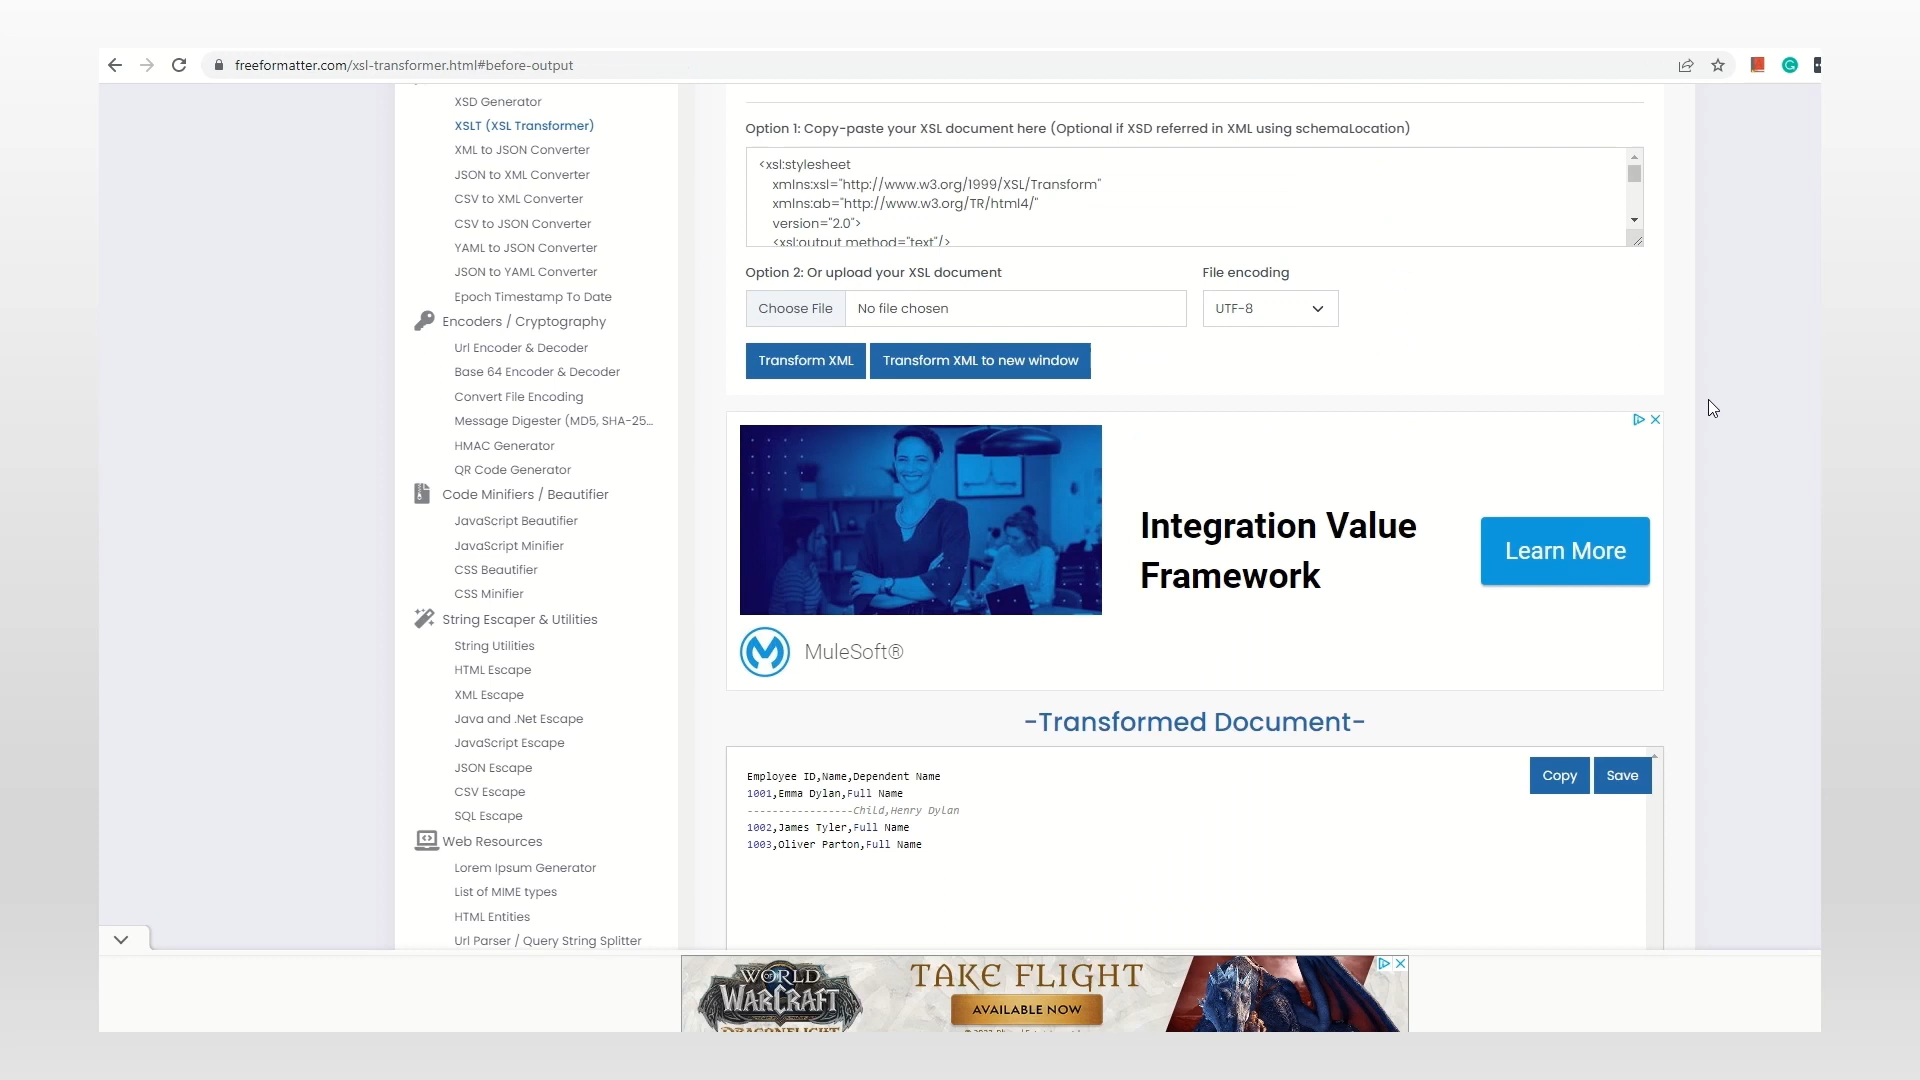 freeformatter.com/xsl-transformer.html#before-output
XSD Generator
XSLT (XSL Transformer)
XML to JSON Converter
JSON to XML Converter
CSV to XML Converter
CSV to JSON Converter
YAML to JSON Converter
JSON to YAML Converter
Epoch Timestamp To Date
Encoders / Cryptography
Url Encoder & Decoder
Base 64 Encoder & Decoder
Convert File Encoding
Message Digester (MD5, SHA-25...
HMAC Generator
QR Code Generator
Code Minifiers / Beautifier
JavaScript Beautifier
JavaScript Minifier
CSS Beautifier
CSS Minifier
String Escaper & Utilities
String Utilities
HTML Escape
XML Escape
Java and .Net Escape
JavaScript Escape
JSON Escape
CSV Escape
SQL Escape
Web Resources
Lorem Ipsum Generator
List of MIME types
HTML Entities
Url Parser / Query String Splitter
Option 1: Copy-paste your XSL document here (Optional if XSD referred in XML using schemaLocation)
<xsl:stylesheet
xmlns:xsl="http://www.w3.org/1999/XSL/Transform"
xmlns:ab="http://www.w3.org/TR/html4/"
version="2.0">
<xsl:output method="text"/>
Option 2: Or upload your XSL document
File encoding
Choose File No file chosen
UTF-8
Transform XML
Transform XML to new window
Integration Value
Framework
Learn More
MuleSoft®
-Transformed Document-
Copy
Save
Employee ID,Name,Dependent Name
1001,Emma Dylan,Full Name
-----------------Child,Henry Dylan
1002,James Tyler,Full Name
1003,Oliver Parton,Full Name
WORLD
OF
WARCRAFT
DRAGONFLIGHT
TAKE FLIGHT
AVAILABLE NOW